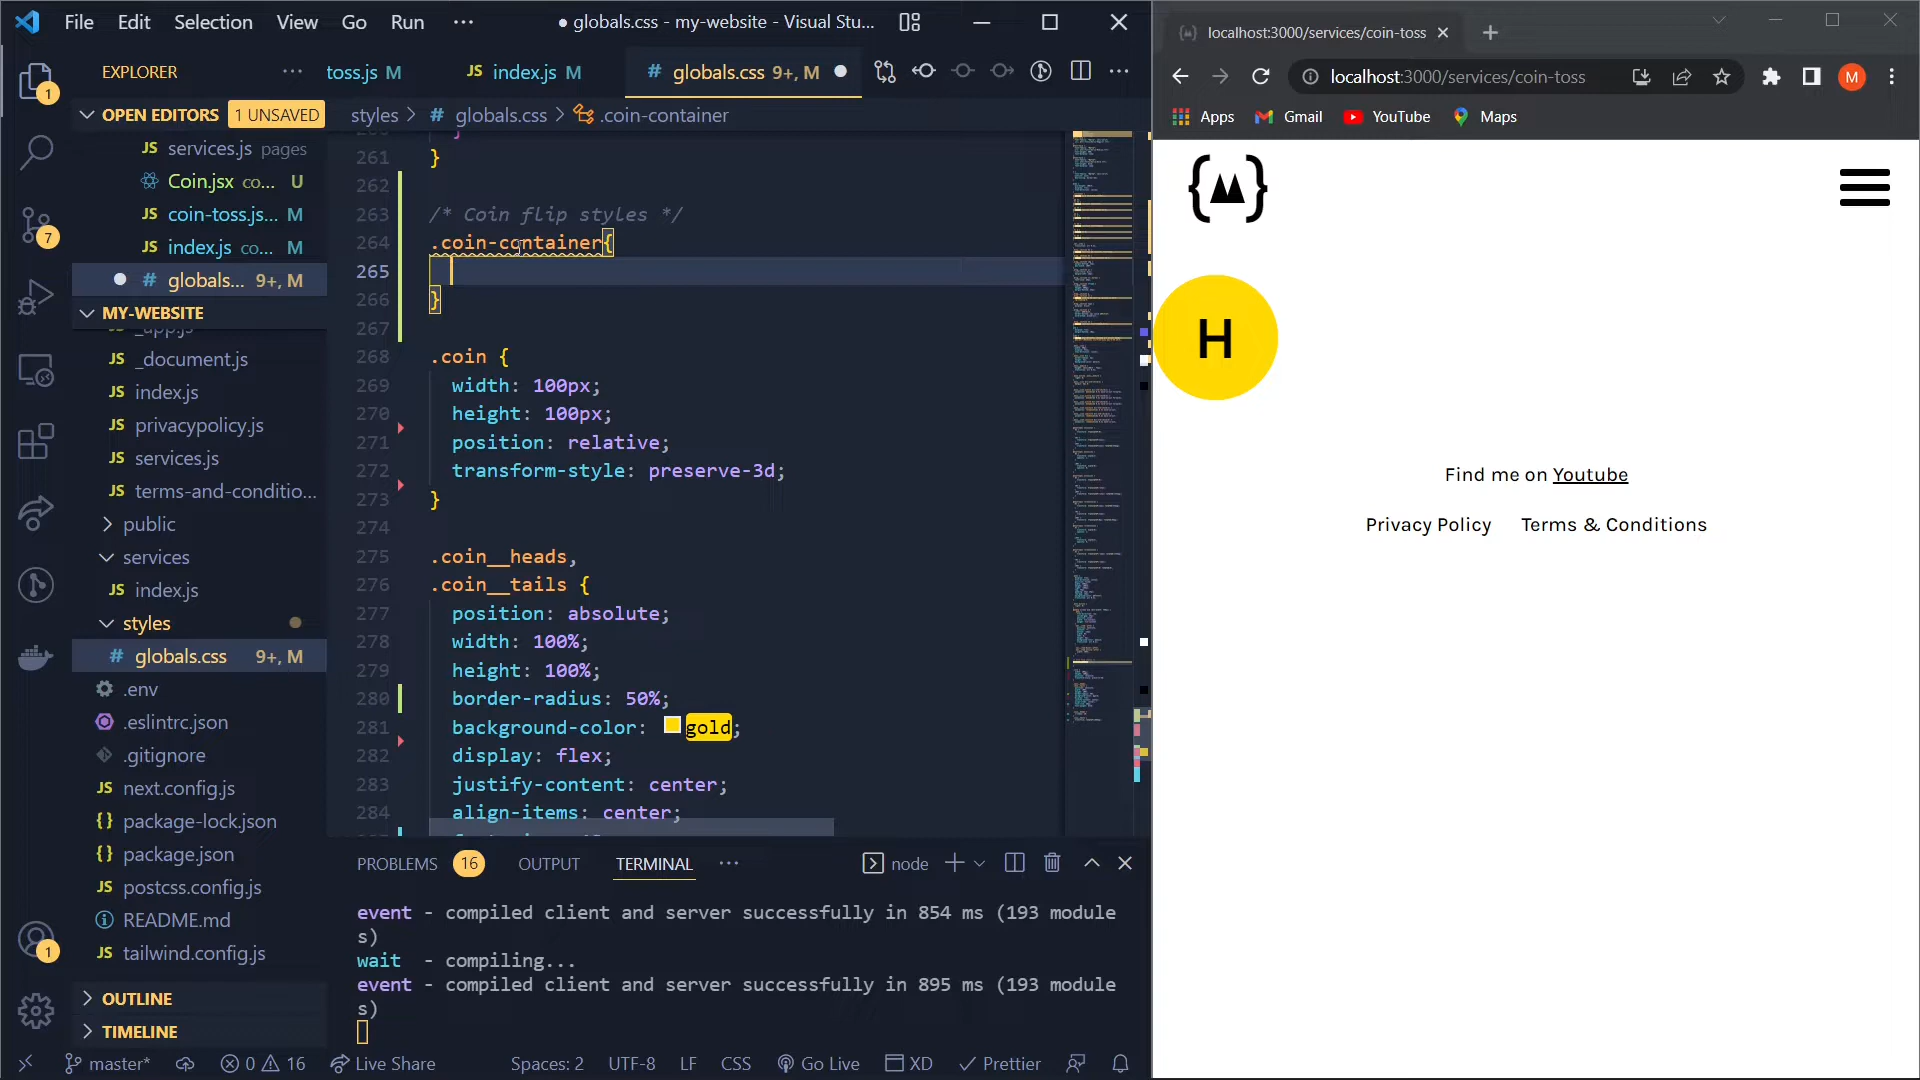 File Edit Selection View Go Run ···
● globals.css - my-website - Visual Stu...
EXPLORER ···
OPEN EDITORS 1 UNSAVED
JS services.js pages
Coin.jsx co... U
JS coin-toss.js... M
JS index.js co... M
# globals... 9+, M
MY-WEBSITE
_app.js
JS _document.js
JS index.js
JS privacypolicy.js
JS services.js
JS terms-and-conditio...
public
services
JS index.js
styles
# globals.css 9+, M
.env
.eslintrc.json
.gitignore
JS next.config.js
{} package-lock.json
{} package.json
JS postcss.config.js
README.md
JS tailwind.config.js
OUTLINE
TIMELINE
1
7
1
toss.js M
JS index.js M
# globals.css 9+, M
styles > # globals.css > .coin-container
261 }
262
263 /* Coin flip styles */
264 .coin-container{
265
266 }
267
268 .coin {
269 width: 100px;
270 height: 100px;
271 position: relative;
272 transform-style: preserve-3d;
273 }
274
275 .coin__heads,
276 .coin__tails {
277 position: absolute;
278 width: 100%;
279 height: 100%;
280 border-radius: 50%;
281 background-color: gold;
282 display: flex;
283 justify-content: center;
284 align-items: center;
PROBLEMS 16 OUTPUT TERMINAL ··· node
event - compiled client and server successfully in 854 ms (193 module
s)
wait - compiling...
event - compiled client and server successfully in 895 ms (193 module
s)
master* 0 16 Live Share Spaces: 2 UTF-8 LF CSS Go Live XD Prettier
localhost:3000/services/coin-toss
localhost:3000/services/coin-toss
M
Apps Gmail YouTube Maps
H
Find me on Youtube
Privacy Policy Terms & Conditions